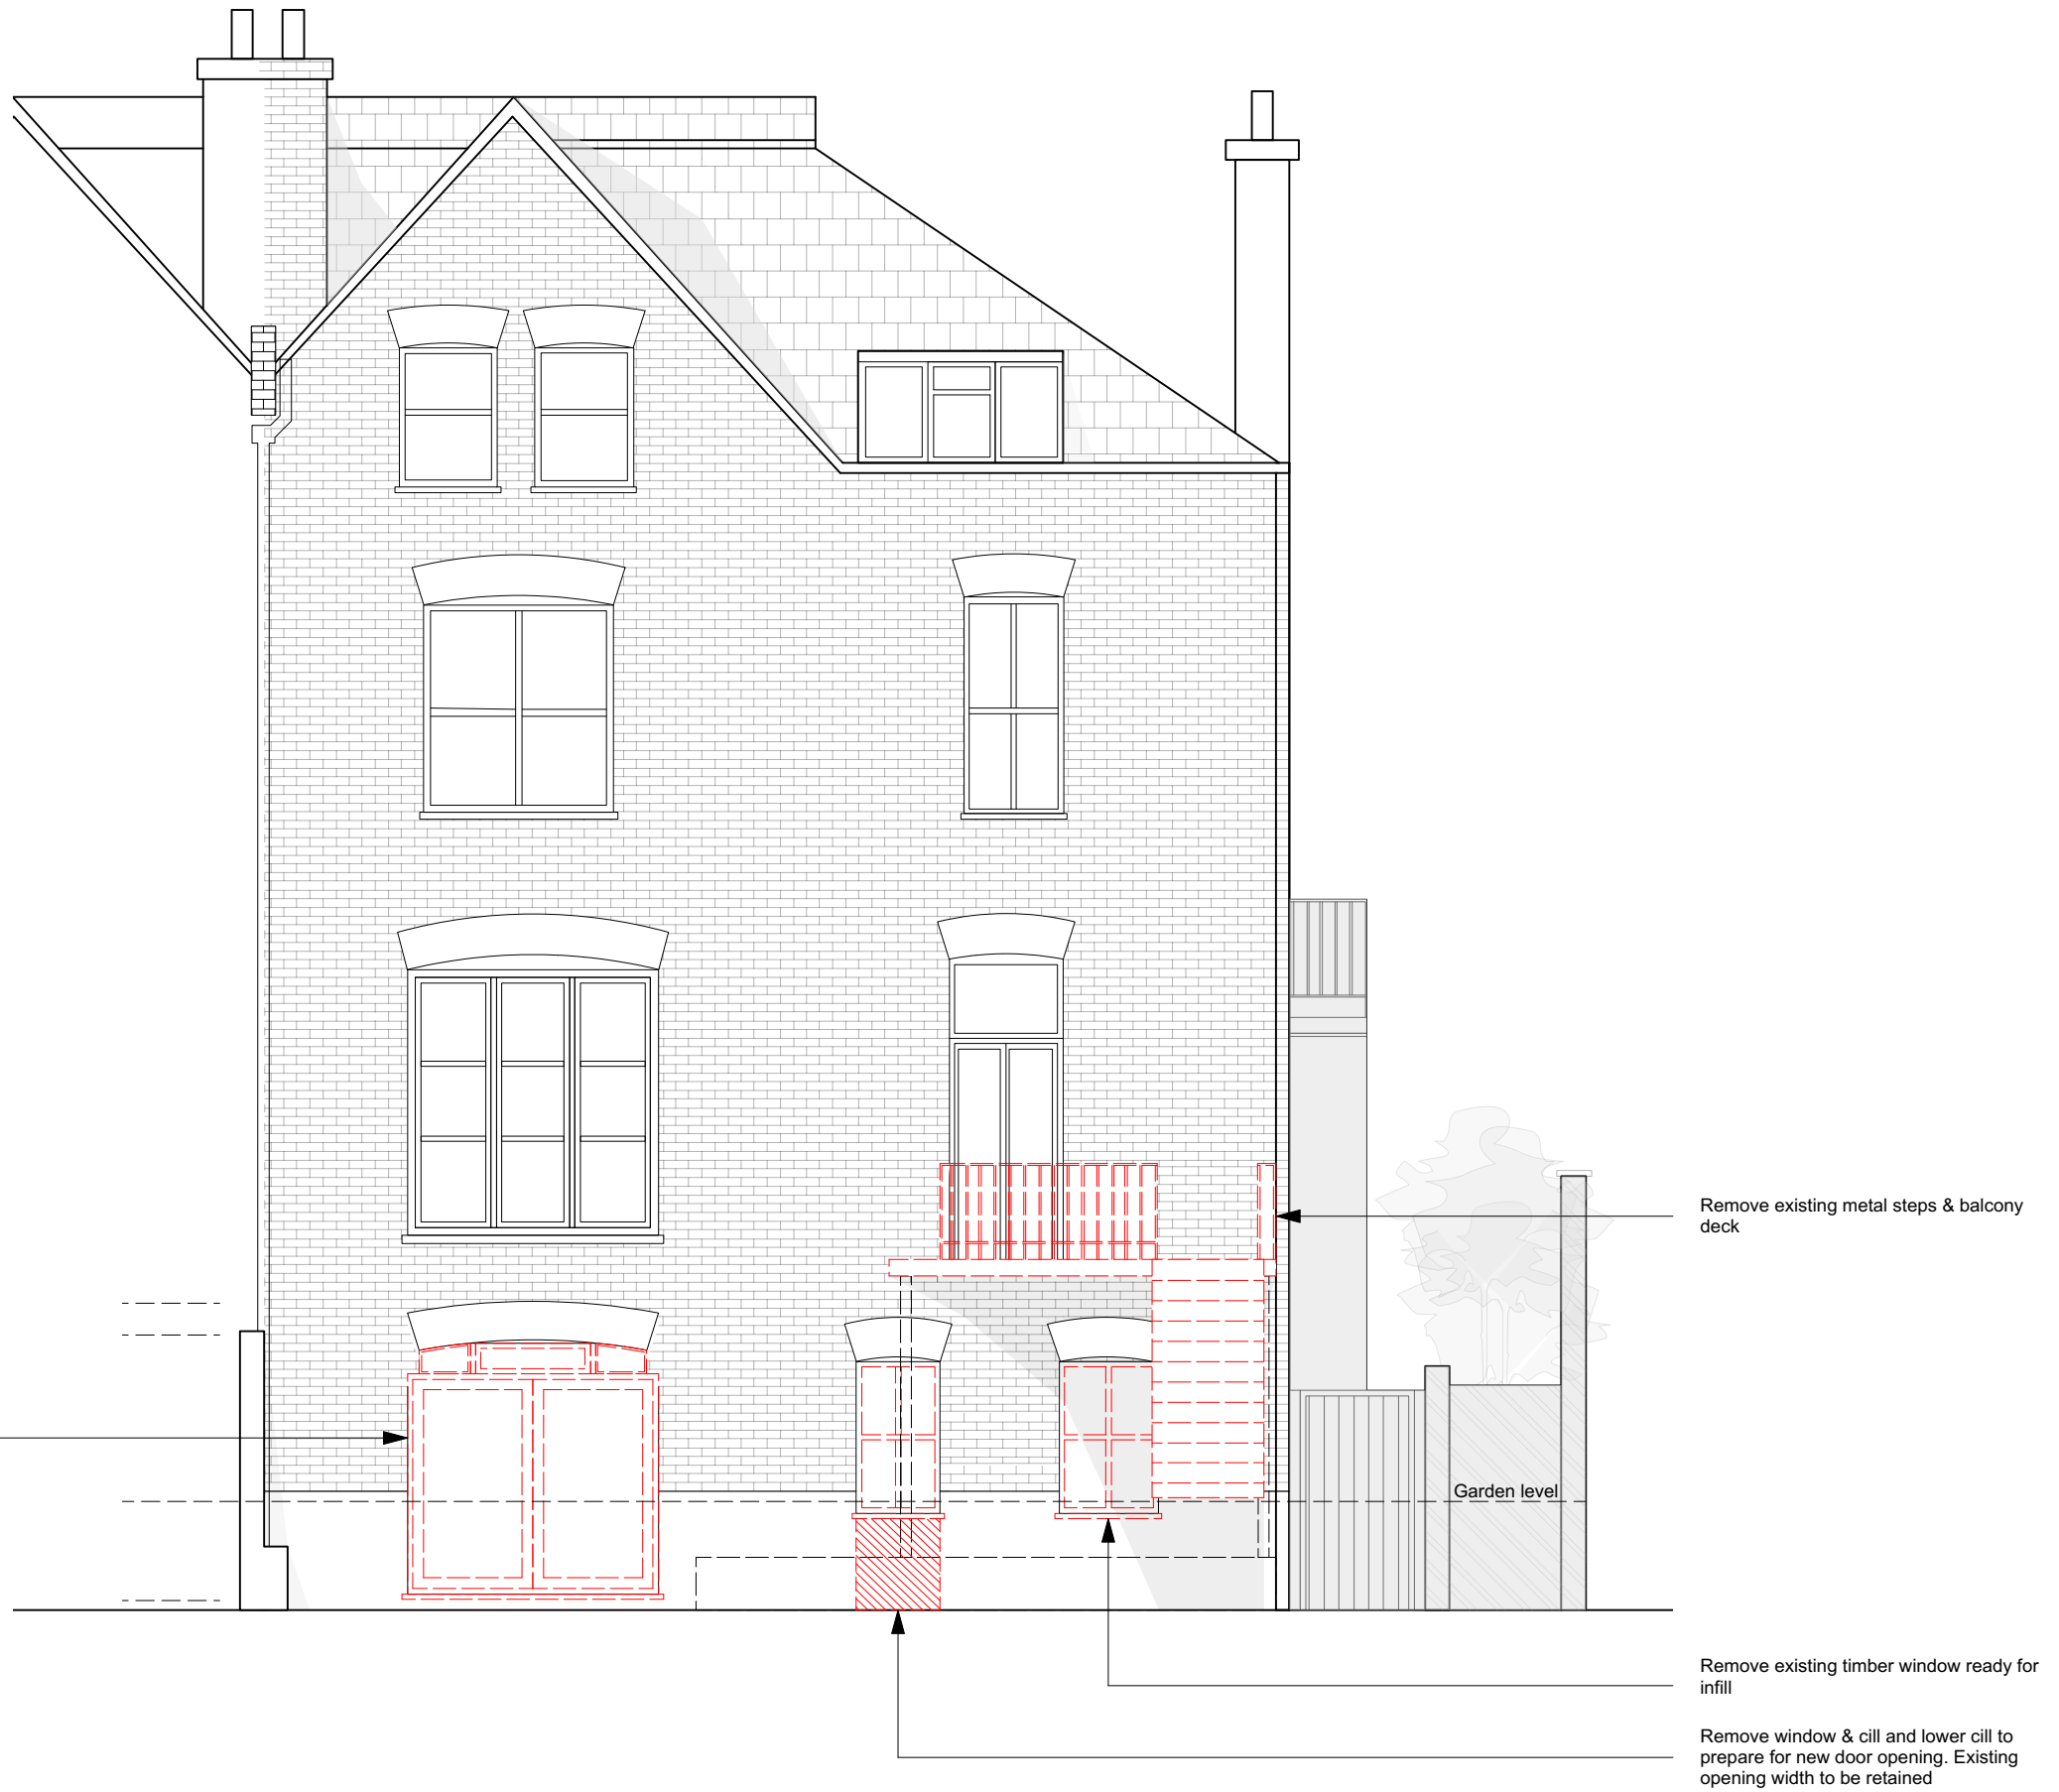 Remove existing metal steps & balcony
deck
Garden level
Remove existing timber window ready for
infill
Remove window & cill and lower cill to
prepare for new door opening. Existing
opening width to be retained